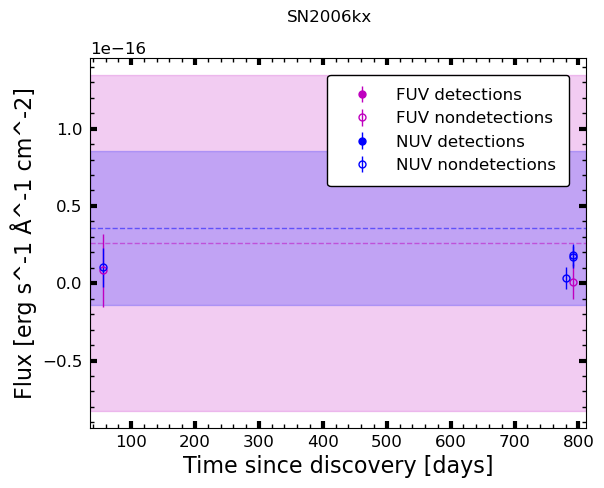 SN2006kx
1e−16
Flux [erg s^-1 Å^-1 cm^-2]
1.0
0.5
0.0
−0.5
FUV detections
FUV nondetections
NUV detections
NUV nondetections
100 200 300 400 500 600 700 800
Time since discovery [days]